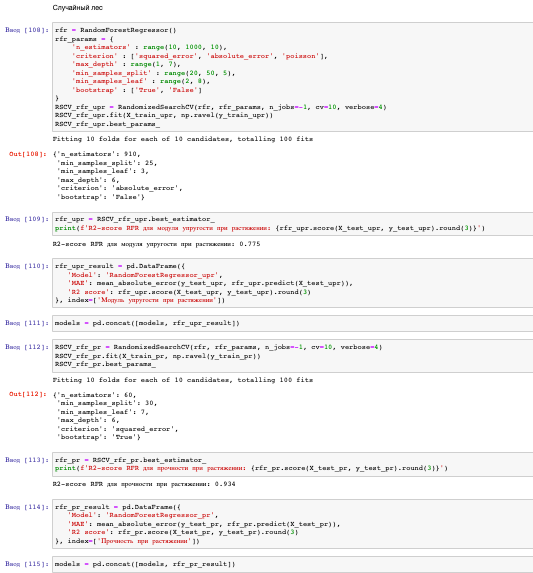 Случайный лес
Ввод [108]: rfr = RandomForestRegressor()
rfr_params = {
'n_estimators' : range(10, 1000, 10),
'criterion' : ['squared_error', 'absolute_error', 'poisson'],
'max_depth' : range(1, 7),
'min_samples_split' : range(20, 50, 5),
'min_samples_leaf' : range(2, 8),
'bootstrap' : ['True', 'False']
}
RSCV_rfr_upr = RandomizedSearchCV(rfr, rfr_params, n_jobs=-1, cv=10, verbose=4)
RSCV_rfr_upr.fit(X_train_upr, np.ravel(y_train_upr))
RSCV_rfr_upr.best_params_
Fitting 10 folds for each of 10 candidates, totalling 100 fits
Out[108]: {'n_estimators': 910,
'min_samples_split': 25,
'min_samples_leaf': 3,
'max_depth': 6,
'criterion': 'absolute_error',
'bootstrap': 'False'}
Ввод [109]: rfr_upr = RSCV_rfr_upr.best_estimator_
print(f'R2-score RFR для модуля упругости при растяжении: {rfr_upr.score(X_test_upr, y_test_upr).round(3)}')
R2-score RFR для модуля упругости при растяжении: 0.775
Ввод [110]: rfr_upr_result = pd.DataFrame({
'Model': 'RandomForestRegressor_upr',
'MAE': mean_absolute_error(y_test_upr, rfr_upr.predict(X_test_upr)),
'R2 score': rfr_upr.score(X_test_upr, y_test_upr).round(3)
}, index=['Модуль упругости при растяжении'])
Ввод [111]: models = pd.concat([models, rfr_upr_result])
Ввод [112]: RSCV_rfr_pr = RandomizedSearchCV(rfr, rfr_params, n_jobs=-1, cv=10, verbose=4)
RSCV_rfr_pr.fit(X_train_pr, np.ravel(y_train_pr))
RSCV_rfr_pr.best_params_
Fitting 10 folds for each of 10 candidates, totalling 100 fits
Out[112]: {'n_estimators': 60,
'min_samples_split': 30,
'min_samples_leaf': 7,
'max_depth': 6,
'criterion': 'squared_error',
'bootstrap': 'True'}
Ввод [113]: rfr_pr = RSCV_rfr_pr.best_estimator_
print(f'R2-score RFR для прочности при растяжении: {rfr_pr.score(X_test_pr, y_test_pr).round(3)}')
R2-score RFR для прочности при растяжении: 0.934
Ввод [114]: rfr_pr_result = pd.DataFrame({
'Model': 'RandomForestRegressor_pr',
'MAE': mean_absolute_error(y_test_pr, rfr_pr.predict(X_test_pr)),
'R2 score': rfr_pr.score(X_test_pr, y_test_pr).round(3)
}, index=['Прочность при растяжении'])
Ввод [115]: models = pd.concat([models, rfr_pr_result])